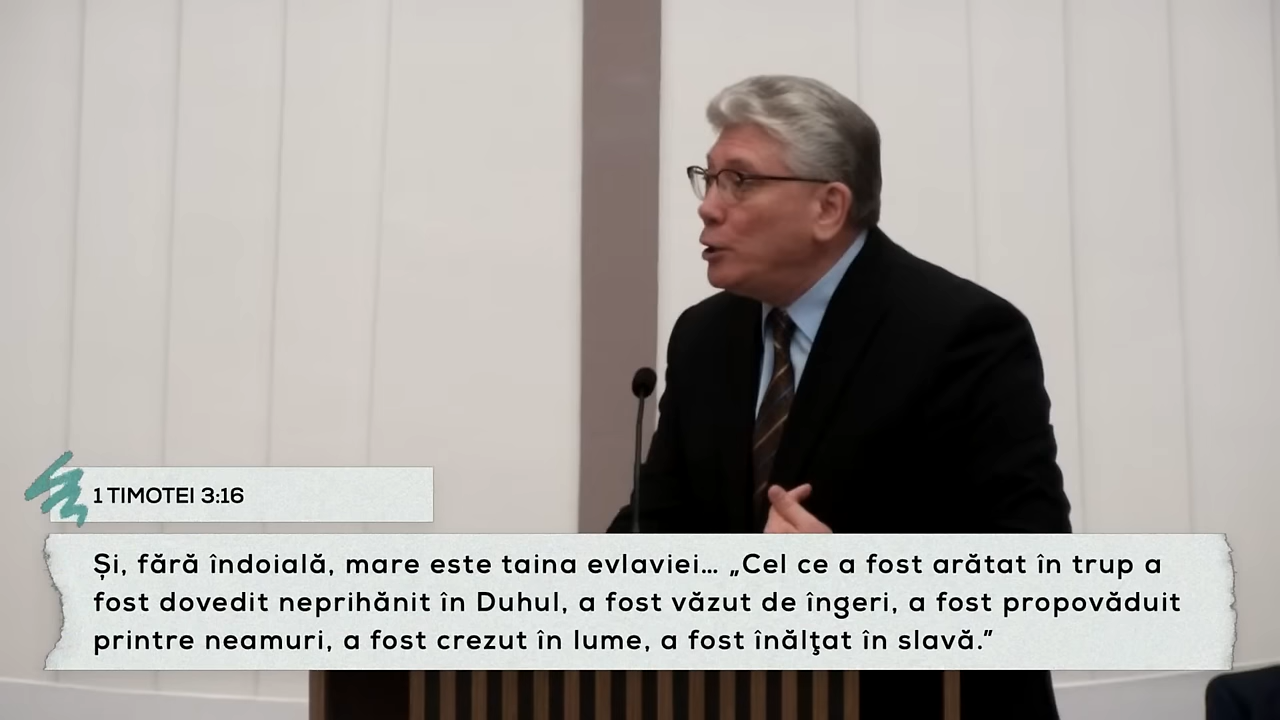 1 TIMOTEI 3:16
Și, fără îndoială, mare este taina evlaviei... „Cel ce a fost arătat în trup a
fost dovedit neprihănit în Duhul, a fost văzut de îngeri, a fost propovăduit
printre neamuri, a fost crezut în lume, a fost înălţat în slavă.”